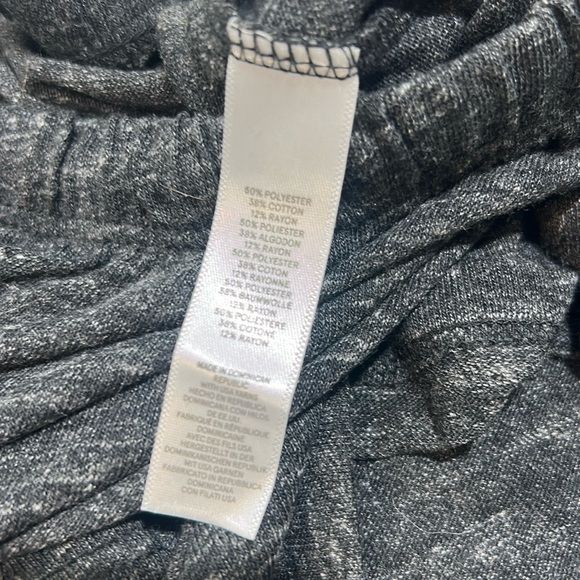 50% POLYESTER
38% COTTON
12% RAYON
50% POLIESTER
38% ALGODON
12% RAYON
50% POLYESTER
38% COTON
12% RAYONNE
50% POLYESTER
38% BAUMWOLLE
12% RAYON
50% POLIESTERE
38% COTONE
12% RAYON
MADE IN DOMINICAN
REPUBLIC
WITH USA YARNS
HECHO EN REPUBLICA
DOMINICANA CON HILOS
DE EE UU
FABRIQUÉ EN RÉPUBLIQUE
DOMINICAINE
AVEC DES FILS USA
HERGESTELLT IN DER
DOMINIKANISCHEN REPUBLIK
MIT USA GARNEN
FABBRICATO IN REPUBBLICA
DOMINICANA
CON FILATI USA